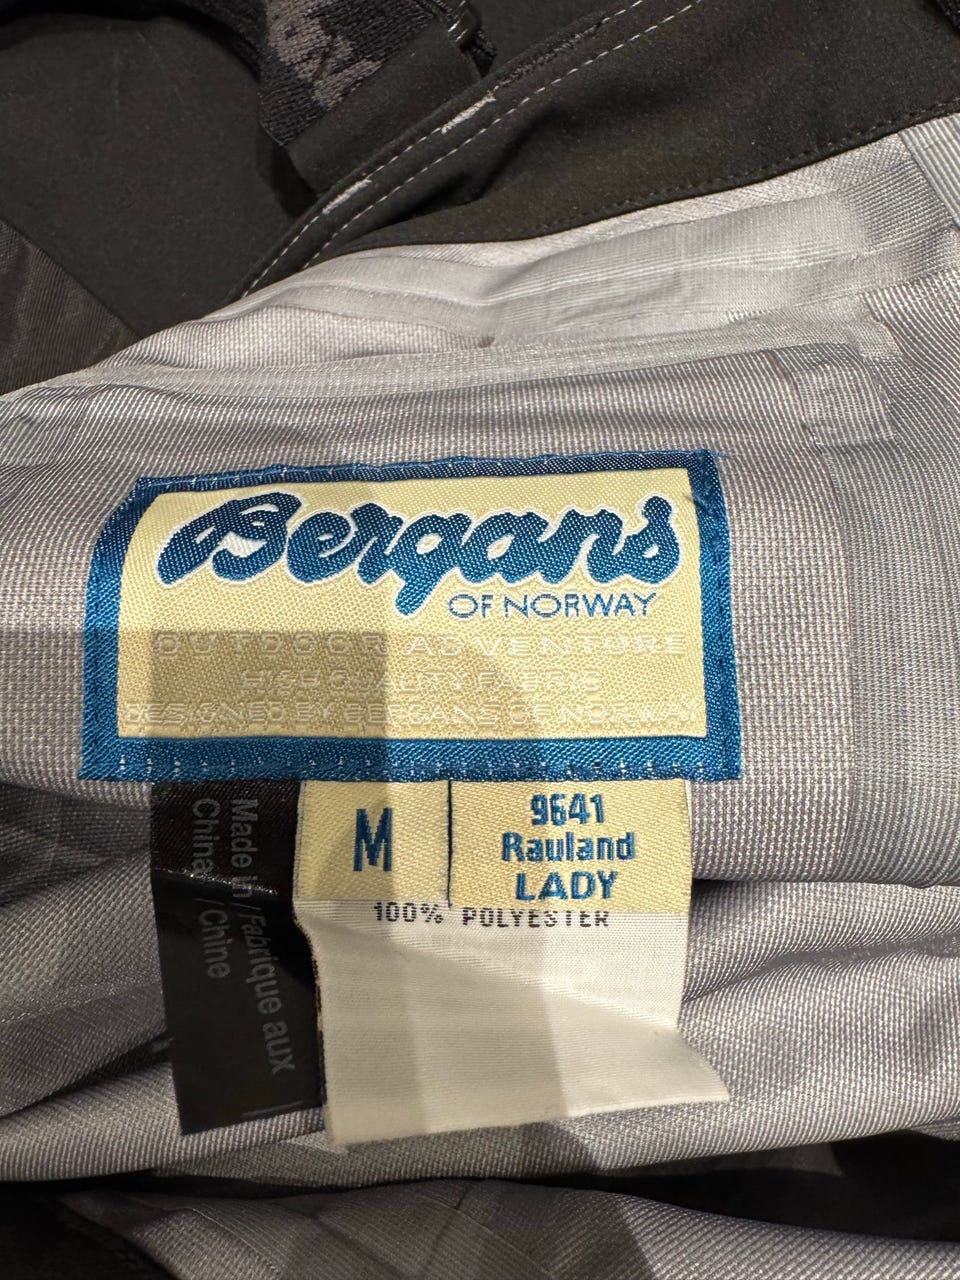 Bergans
OF NORWAY
OUTDOOR ADVENTURE
HIGH QUALITY FABRIC
DESIGNED BY BERGANS OF NORWAY
M
9641
Rauland
LADY
100% POLYESTER
Made in / Fabrique aux
China / Chine